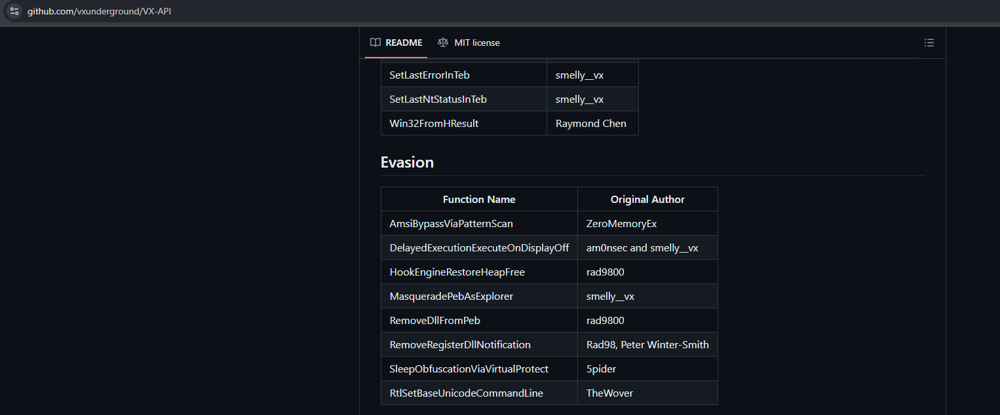 github.com/vxunderground/VX-API
README MIT license
SetLastErrorInTeb smelly__vx
SetLastNtStatusInTeb smelly__vx
Win32FromHResult Raymond Chen
Evasion
Function Name Original Author
AmsiBypassViaPatternScan ZeroMemoryEx
DelayedExecutionExecuteOnDisplayOff am0nsec and smelly__vx
HookEngineRestoreHeapFree rad9800
MasqueradePebAsExplorer smelly__vx
RemoveDllFromPeb rad9800
RemoveRegisterDllNotification Rad98, Peter Winter-Smith
SleepObfuscationViaVirtualProtect 5pider
RtlSetBaseUnicodeCommandLine TheWover